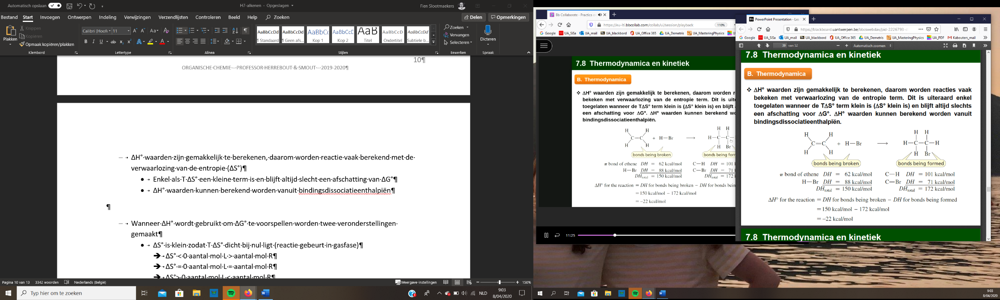 Automatisch opslaan
H7-alkenen - Opgeslagen
Fien Slootmaekers
Bestand Start Invoegen Ontwerpen Indeling Verwijzingen Verzendlijsten Controleren Beeld Help Zoeken
Delen Opmerkingen
Plakken
Knippen
Kopiëren
Opmaak kopiëren/plakken
Klembord
Calibri (Hoof 11
Lettertype
Alinea
AaBbCcDd AaBbCcDd AaBbC AaBbCcE AaB AaBbCcD AaBbCcDd
¶ Standaard ¶ Geen afs... Kop 1 Kop 2 Titel Ondertitel Subtiele b...
Stijlen
Zoeken
Vervangen
Selecteren
Bewerken
Dicteren
Spraak
10¶
ORGANISCHE·CHEMIE·–·PROFESSOR·HERREBOUT·&·SMOUT·–·2019-2020¶
– → ΔH°·waarden·zijn·gemakkelijk·te·berekenen,·daarom·worden·reactie·vaak·berekend·met·de·
verwaarlozing·van·de·entropie·(ΔS°)¶
● → Enkel·als·T·ΔS°·een·kleine·term·is·en·blijft·altijd·slecht·een·afschatting·van·ΔG°¶
● → ΔH°·waarden·kunnen·berekend·worden·vanuit·bindingsdissociatieenthalpiën¶
¶
– → Wanneer·ΔH°·wordt·gebruikt·om·ΔG°·te·voorspellen·worden·twee·veronderstellingen·
gemaakt¶
● → ΔS°·is·klein·zodat·T·ΔS°·dicht·bij·nul·ligt·(reactie·gebeurt·in·gasfase)¶
➔ → ΔS°·<·0·aantal·mol·L·>·aantal·mol·R¶
➔ → ΔS°·=·0·aantal·mol·L·=·aantal·mol·R¶
➔ → ΔS°>·0·aantal·mol·L·<·aantal·mol·R¶
Pagina 10 van 13 3342 woorden Nederlands (België)
Weergave-instellingen 150%
Typ hier om te zoeken
NLD
9:03
8/04/2020
Bb Collaborate - Practica o
https://eu-lti.bbcollab.com/collab/ui/session/playback
110%
Google UA_SiSa UA_mail UA_blackbord UA_Office 365 UA_Demetris UA_MasteringPhysics
7.8 Thermodynamica en kinetiek
B. Thermodynamica
❖ ΔH° waarden zijn gemakkelijk te berekenen, daarom worden r
bekeken met verwaarlozing van de entropie term. Dit is uite
toegelaten wanneer de TΔS° term klein is (ΔS° klein is) en blijft
een afschatting voor ΔG°. ΔH° waarden kunnen berekend wo
bindingsdissociatieenthalpiën.
H H H H
C=C + H—Br ⟶ H—C—C—
H H H Br
bonds being broken bonds being for
π bond of ethene DH = 62 kcal/mol C—H DH = 101
H—Br DH = 88 kcal/mol C—Br DH = 71
DHtotal = 150 kcal/mol DHtotal = 172
ΔH° for the reaction = DH for bonds being broken − DH for bonds bein
= 150 kcal/mol − 172 kcal/mol
= −22 kcal/mol
11:25
PowerPoint Presentation - Les
https://blackboard.uantwerpen.be/bbcswebdav/pid-2226793-d
Google UA_SiSa UA_mail UA_blackbord UA_Office 365 UA_Demetris UA_MasteringPhysics UA_PDF Kabouters_mail
39 van 52 Automatisch zoomen
7.8 Thermodynamica en kinetiek
B. Thermodynamica
❖ ΔH° waarden zijn gemakkelijk te berekenen, daarom worden reacties vaak
bekeken met verwaarlozing van de entropie term. Dit is uiteraard enkel
toegelaten wanneer de TΔS° term klein is (ΔS° klein is) en blijft altijd slechts
een afschatting voor ΔG°. ΔH° waarden kunnen berekend worden vanuit
bindingsdissociatieenthalpiën.
H H H H
C=C + H—Br ⟶ H—C—C—H
H H H Br
bonds being broken bonds being formed
π bond of ethene DH = 62 kcal/mol C—H DH = 101 kcal/mol
H—Br DH = 88 kcal/mol C—Br DH = 71 kcal/mol
DHtotal = 150 kcal/mol DHtotal = 172 kcal/mol
ΔH° for the reaction = DH for bonds being broken − DH for bonds being formed
= 150 kcal/mol − 172 kcal/mol
= −22 kcal/mol
7.8 Thermodynamica en kinetiek
9:03
8/04/2020